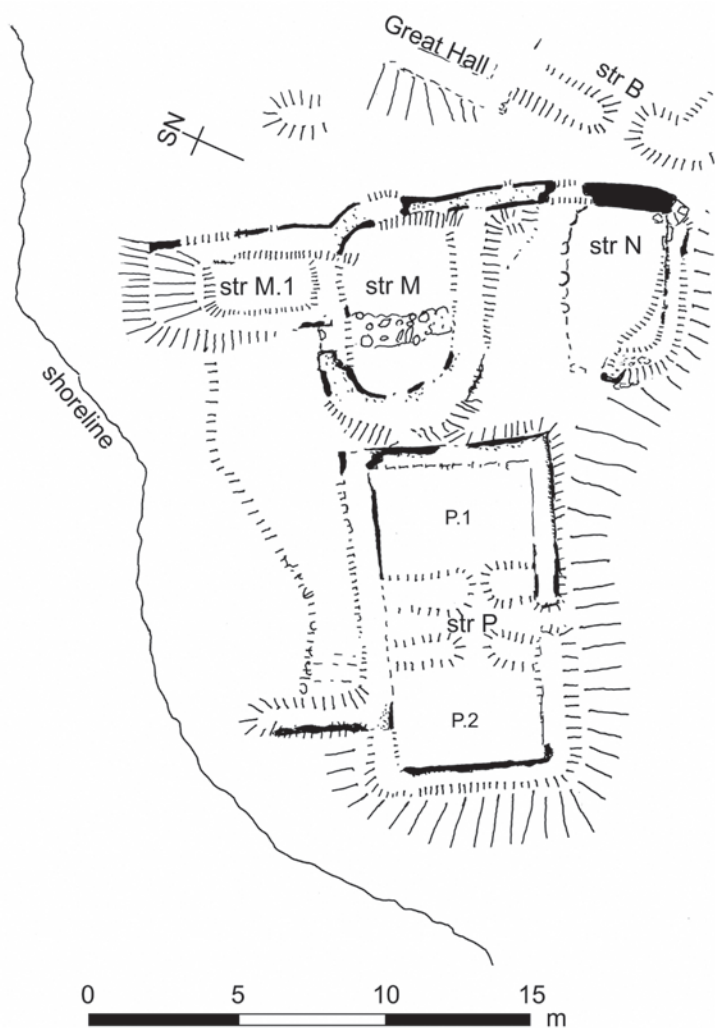 Great Hall
str B
SN
str M.1
str M
str N
shoreline
P.1
str P
P.2
0 5 10 15
m